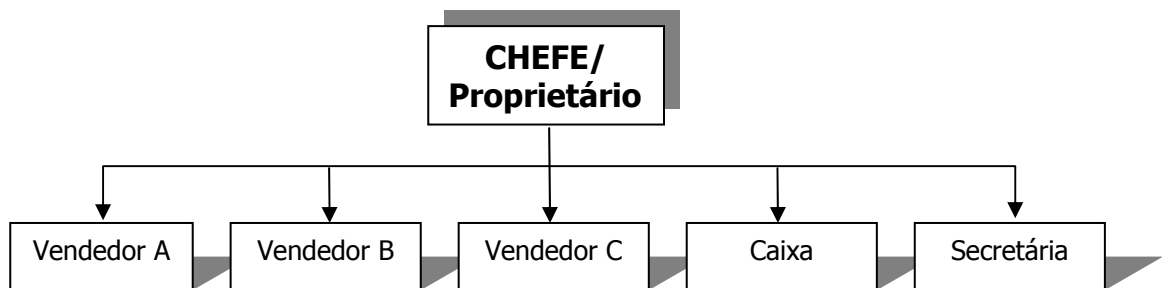 CHEFE/
Proprietário
Vendedor A
Vendedor B
Vendedor C
Caixa
Secretária